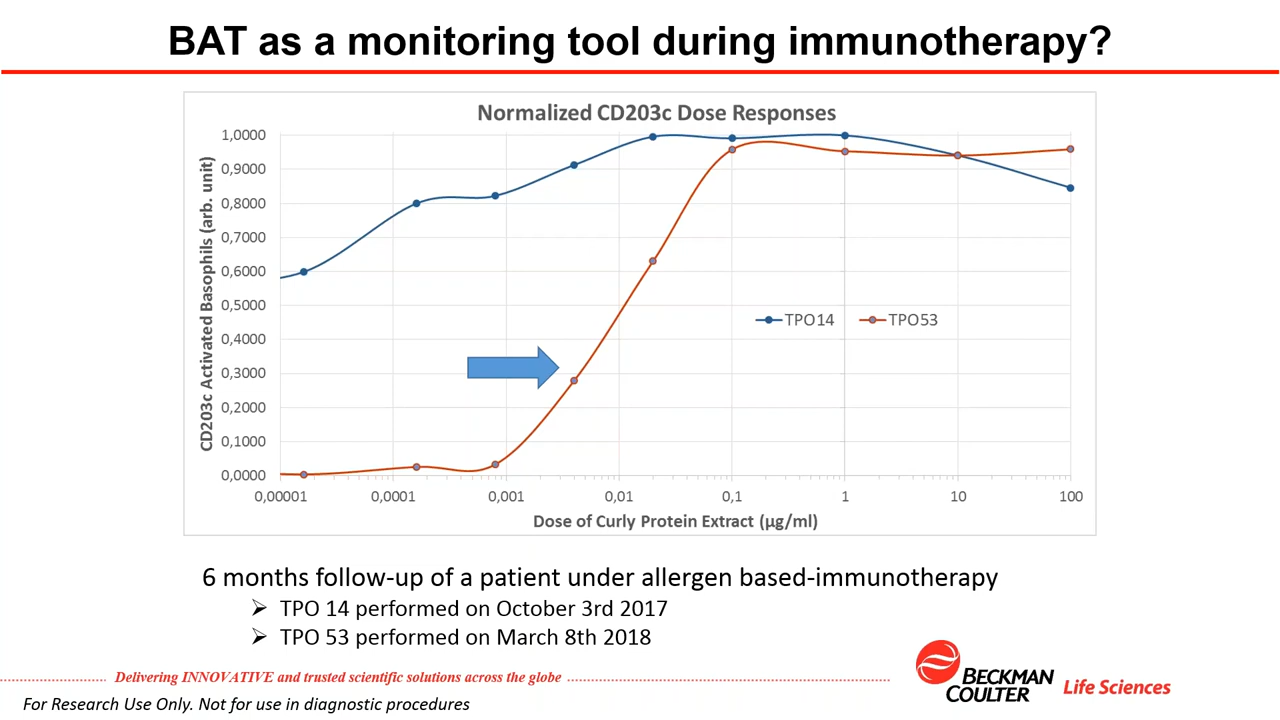 BAT as a monitoring tool during immunotherapy?
Normalized CD203c Dose Responses
CD203c Activated Basophils (arb. unit)
1,0000
0,9000
0,8000
0,7000
0,6000
0,5000
0,4000
0,3000
0,2000
0,1000
0,0000
TPO14
TPO53
0,00001 0,0001 0,001 0,01 0,1 1 10 100
Dose of Curly Protein Extract (µg/ml)
6 months follow-up of a patient under allergen based-immunotherapy
➢ TPO 14 performed on October 3rd 2017
➢ TPO 53 performed on March 8th 2018
Delivering INNOVATIVE and trusted scientific solutions across the globe
BECKMAN
COULTER
Life Sciences
For Research Use Only. Not for use in diagnostic procedures